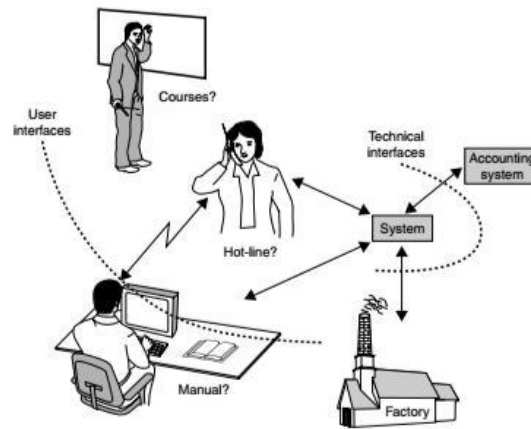 Courses?
User
interfaces
Technical
interfaces
Accounting
system
System
Hot-line?
Manual?
Factory